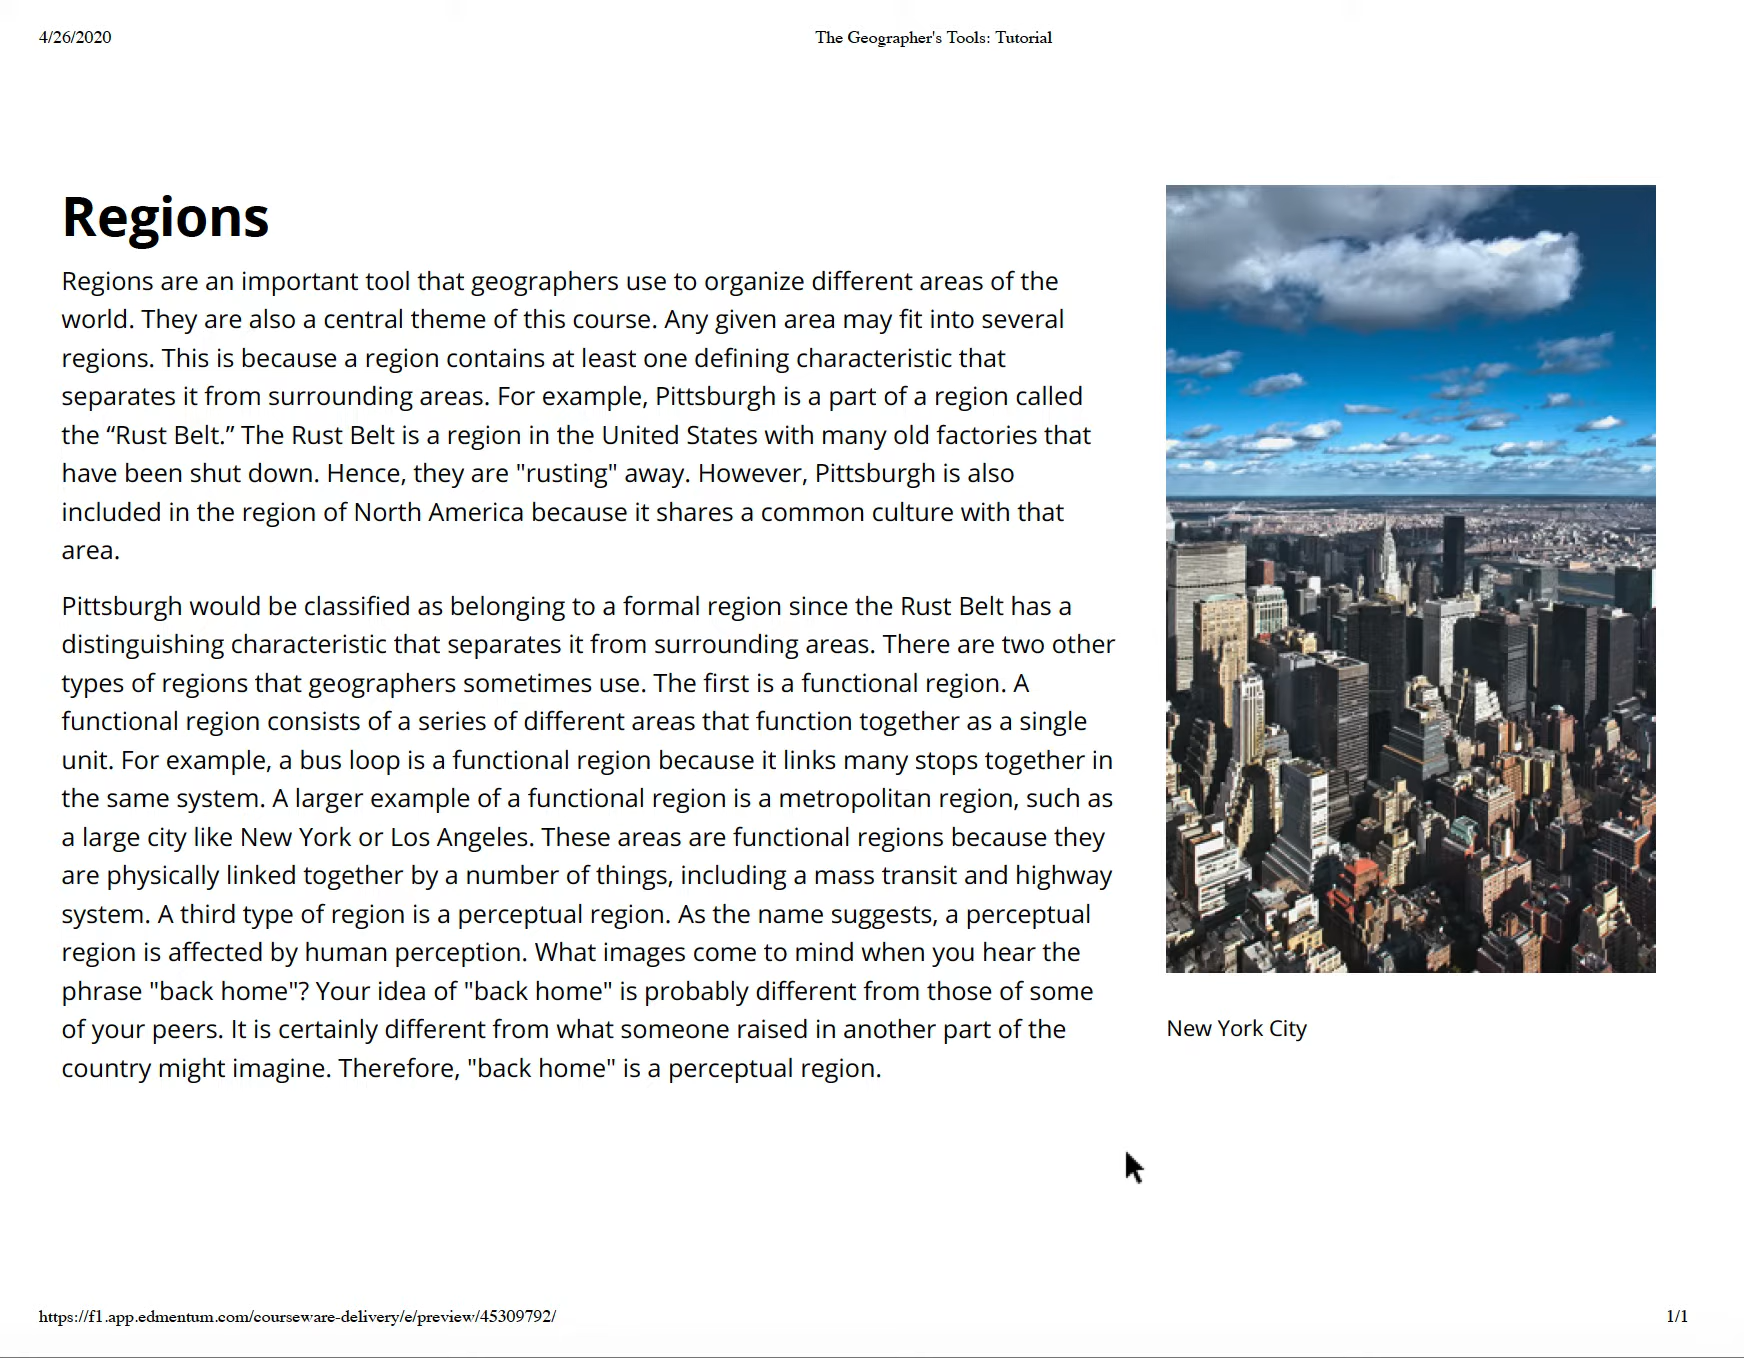 4/26/2020
The Geographer's Tools: Tutorial
Regions
Regions are an important tool that geographers use to organize different areas of the
world. They are also a central theme of this course. Any given area may fit into several
regions. This is because a region contains at least one defining characteristic that
separates it from surrounding areas. For example, Pittsburgh is a part of a region called
the “Rust Belt.” The Rust Belt is a region in the United States with many old factories that
have been shut down. Hence, they are "rusting" away. However, Pittsburgh is also
included in the region of North America because it shares a common culture with that
area.
Pittsburgh would be classified as belonging to a formal region since the Rust Belt has a
distinguishing characteristic that separates it from surrounding areas. There are two other
types of regions that geographers sometimes use. The first is a functional region. A
functional region consists of a series of different areas that function together as a single
unit. For example, a bus loop is a functional region because it links many stops together in
the same system. A larger example of a functional region is a metropolitan region, such as
a large city like New York or Los Angeles. These areas are functional regions because they
are physically linked together by a number of things, including a mass transit and highway
system. A third type of region is a perceptual region. As the name suggests, a perceptual
region is affected by human perception. What images come to mind when you hear the
phrase "back home"? Your idea of "back home" is probably different from those of some
of your peers. It is certainly different from what someone raised in another part of the
country might imagine. Therefore, "back home" is a perceptual region.
New York City
https://f1.app.edmentum.com/courseware-delivery/e/preview/45309792/
1/1